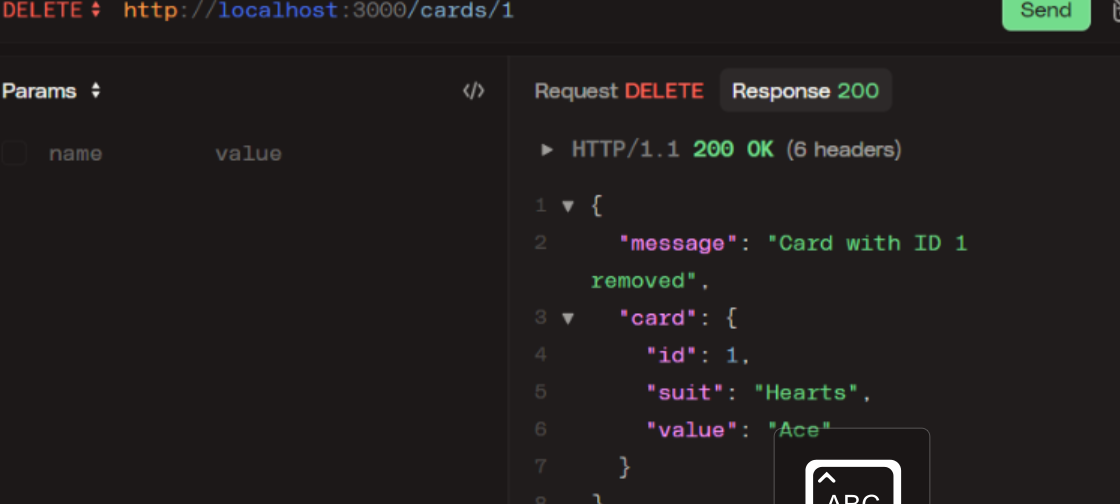 DELETE http://localhost:3000/cards/1 Send
Params </> Request DELETE Response 200
name value
HTTP/1.1 200 OK (6 headers)
1 {
2 "message": "Card with ID 1
removed",
3 "card": {
4 "id": 1,
5 "suit": "Hearts",
6 "value": "Ace"
7 }
8 }
ABC